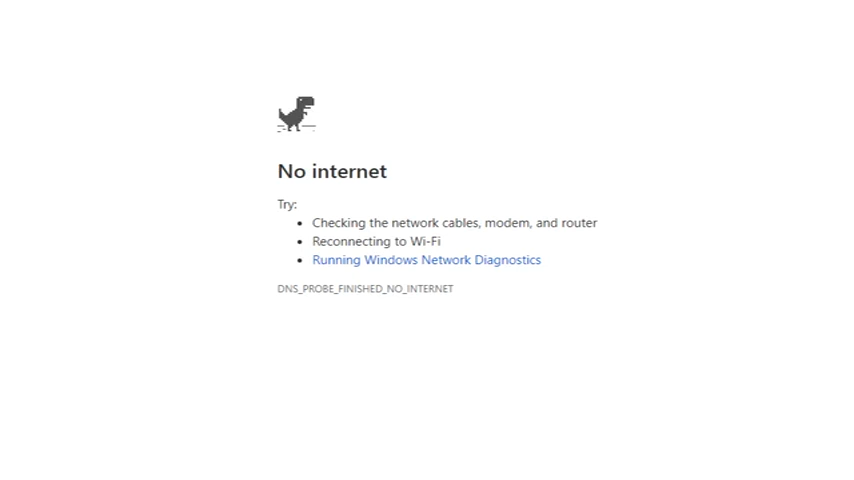 No internet
Try:
• Checking the network cables, modem, and router
• Reconnecting to Wi-Fi
• Running Windows Network Diagnostics
DNS_PROBE_FINISHED_NO_INTERNET